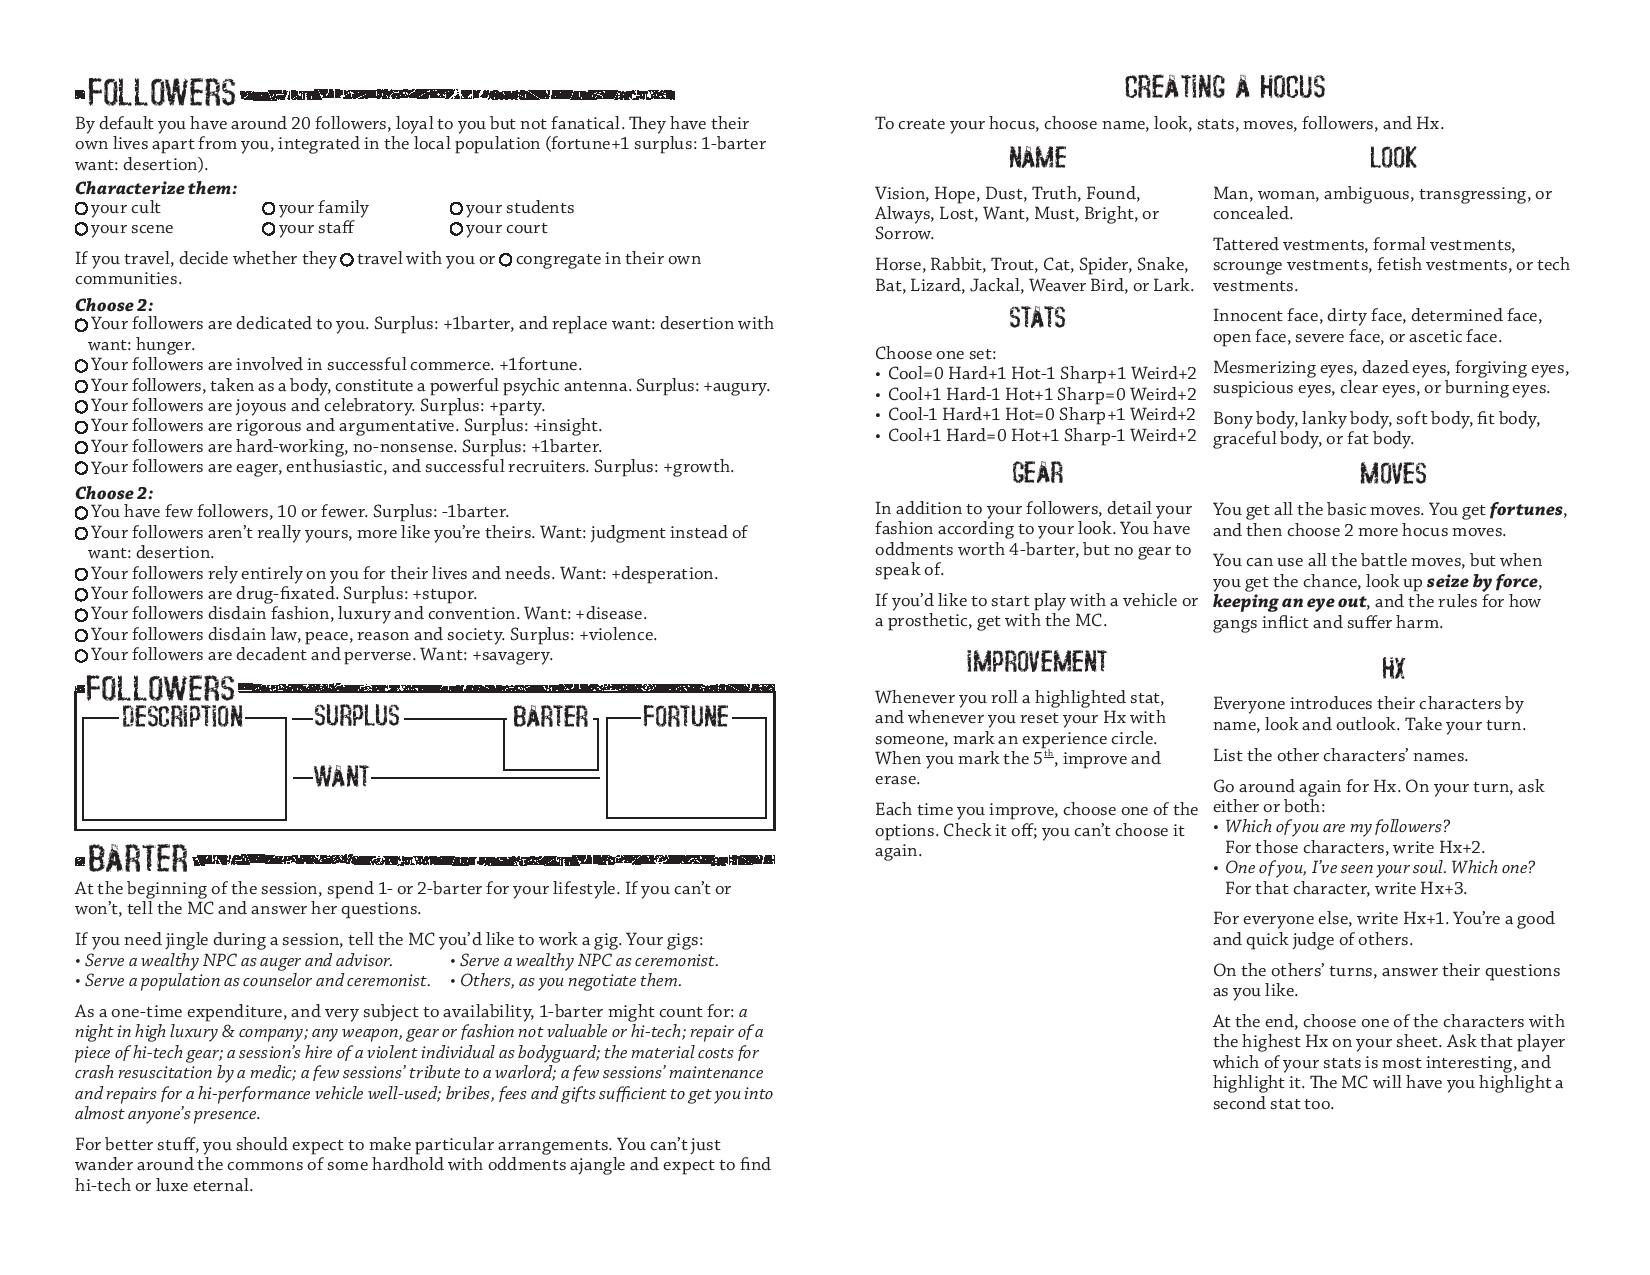 FOLLOWERS
By default you have around 20 followers, loyal to you but not fanatical. They have their
own lives apart from you, integrated in the local population (fortune+1 surplus: 1-barter
want: desertion).
Characterize them:
your cult your family your students
your scene your staff your court
If you travel, decide whether they travel with you or congregate in their own
communities.
Choose 2:
Your followers are dedicated to you. Surplus: +1barter, and replace want: desertion with
want: hunger.
Your followers are involved in successful commerce. +1fortune.
Your followers, taken as a body, constitute a powerful psychic antenna. Surplus: +augury.
Your followers are joyous and celebratory. Surplus: +party.
Your followers are rigorous and argumentative. Surplus: +insight.
Your followers are hard-working, no-nonsense. Surplus: +1barter.
Your followers are eager, enthusiastic, and successful recruiters. Surplus: +growth.
Choose 2:
You have few followers, 10 or fewer. Surplus: -1barter.
Your followers aren't really yours, more like you're theirs. Want: judgment instead of
want: desertion.
Your followers rely entirely on you for their lives and needs. Want: +desperation.
Your followers are drug-fixated. Surplus: +stupor.
Your followers disdain fashion, luxury and convention. Want: +disease.
Your followers disdain law, peace, reason and society. Surplus: +violence.
Your followers are decadent and perverse. Want: +savagery.
FOLLOWERS
DESCRIPTION SURPLUS BARTER FORTUNE
WANT
BARTER
At the beginning of the session, spend 1- or 2-barter for your lifestyle. If you can't or
won't, tell the MC and answer her questions.
If you need jingle during a session, tell the MC you'd like to work a gig. Your gigs:
• Serve a wealthy NPC as auger and advisor. • Serve a wealthy NPC as ceremonist.
• Serve a population as counselor and ceremonist. • Others, as you negotiate them.
As a one-time expenditure, and very subject to availability, 1-barter might count for: a
night in high luxury & company; any weapon, gear or fashion not valuable or hi-tech; repair of a
piece of hi-tech gear; a session's hire of a violent individual as bodyguard; the material costs for
crash resuscitation by a medic; a few sessions' tribute to a warlord; a few sessions' maintenance
and repairs for a hi-performance vehicle well-used; bribes, fees and gifts sufficient to get you into
almost anyone's presence.
For better stuff, you should expect to make particular arrangements. You can't just
wander around the commons of some hardhold with oddments ajangle and expect to find
hi-tech or luxe eternal.
CREATING A HOCUS
To create your hocus, choose name, look, stats, moves, followers, and Hx.
NAME
Vision, Hope, Dust, Truth, Found,
Always, Lost, Want, Must, Bright, or
Sorrow.
Horse, Rabbit, Trout, Cat, Spider, Snake,
Bat, Lizard, Jackal, Weaver Bird, or Lark.
STATS
Choose one set:
• Cool=0 Hard+1 Hot-1 Sharp+1 Weird+2
• Cool+1 Hard-1 Hot+1 Sharp=0 Weird+2
• Cool-1 Hard+1 Hot=0 Sharp+1 Weird+2
• Cool+1 Hard=0 Hot+1 Sharp-1 Weird+2
GEAR
In addition to your followers, detail your
fashion according to your look. You have
oddments worth 4-barter, but no gear to
speak of.
If you'd like to start play with a vehicle or
a prosthetic, get with the MC.
IMPROVEMENT
Whenever you roll a highlighted stat,
and whenever you reset your Hx with
someone, mark an experience circle.
When you mark the 5th, improve and
erase.
Each time you improve, choose one of the
options. Check it off; you can't choose it
again.
LOOK
Man, woman, ambiguous, transgressing, or
concealed.
Tattered vestments, formal vestments,
scrounge vestments, fetish vestments, or tech
vestments.
Innocent face, dirty face, determined face,
open face, severe face, or ascetic face.
Mesmerizing eyes, dazed eyes, forgiving eyes,
suspicious eyes, clear eyes, or burning eyes.
Bony body, lanky body, soft body, fit body,
graceful body, or fat body.
MOVES
You get all the basic moves. You get fortunes,
and then choose 2 more hocus moves.
You can use all the battle moves, but when
you get the chance, look up seize by force,
keeping an eye out, and the rules for how
gangs inflict and suffer harm.
HX
Everyone introduces their characters by
name, look and outlook. Take your turn.
List the other characters' names.
Go around again for Hx. On your turn, ask
either or both:
• Which of you are my followers?
For those characters, write Hx+2.
• One of you, I've seen your soul. Which one?
For that character, write Hx+3.
For everyone else, write Hx+1. You're a good
and quick judge of others.
On the others' turns, answer their questions
as you like.
At the end, choose one of the characters with
the highest Hx on your sheet. Ask that player
which of your stats is most interesting, and
highlight it. The MC will have you highlight a
second stat too.